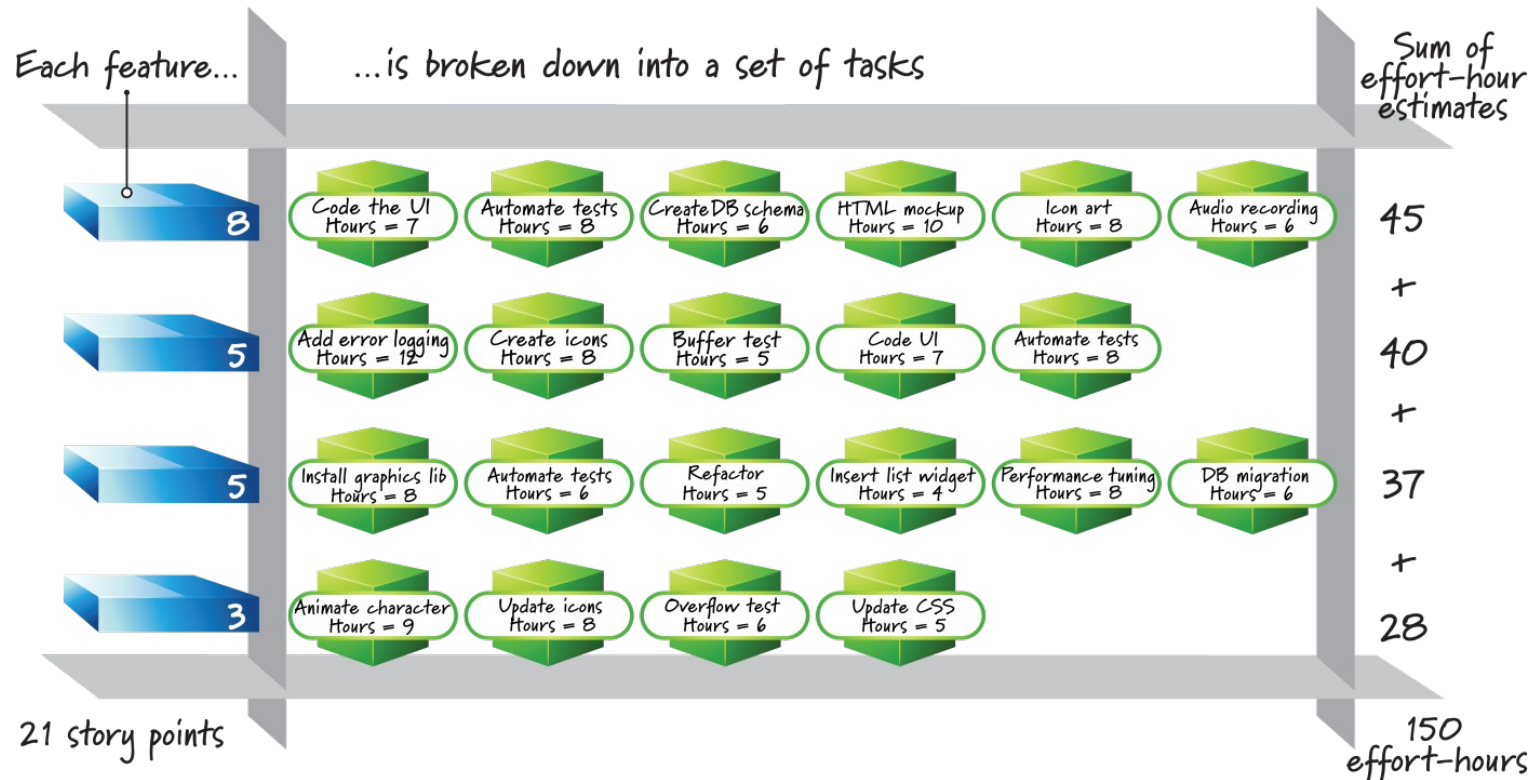 Each feature...
...is broken down into a set of tasks
Sum of
effort-hour
estimates
8
Code the UI
Hours = 7
Automate tests
Hours = 8
Create DB schema
Hours = 6
HTML mockup
Hours = 10
Icon art
Hours = 8
Audio recording
Hours = 6
45
+
5
Add error logging
Hours = 12
Create icons
Hours = 8
Buffer test
Hours = 5
Code UI
Hours = 7
Automate tests
Hours = 8
40
+
5
Install graphics lib
Hours = 8
Automate tests
Hours = 6
Refactor
Hours = 5
Insert list widget
Hours = 4
Performance tuning
Hours = 8
DB migration
Hours = 6
37
+
3
Animate character
Hours = 9
Update icons
Hours = 8
Overflow test
Hours = 6
Update CSS
Hours = 5
28
21 story points
150
effort-hours